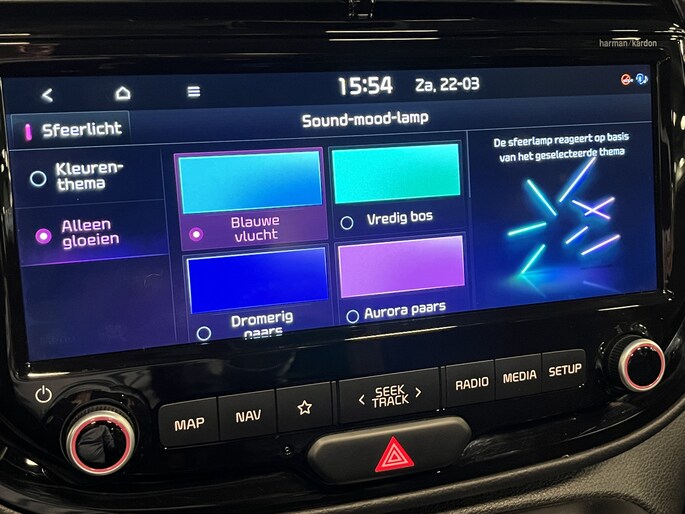 harman/kardon
15:54 Za, 22-03
Sfeerlicht
Sound-mood-lamp
Kleuren-
thema
Alleen
gloeien
Blauwe
vlucht
Vredig bos
Dromerig
paars
Aurora paars
De sfeerlamp reageert op basis
van het geselecteerde thema
MAP
NAV
SEEK
TRACK
RADIO
MEDIA
SETUP